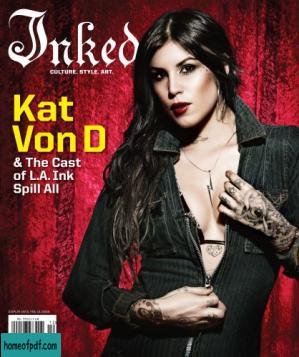 Inked
CULTURE. STYLE. ART.
Kat
Von D
& The Cast
of L.A. Ink
Spill All
homeofpdf.com